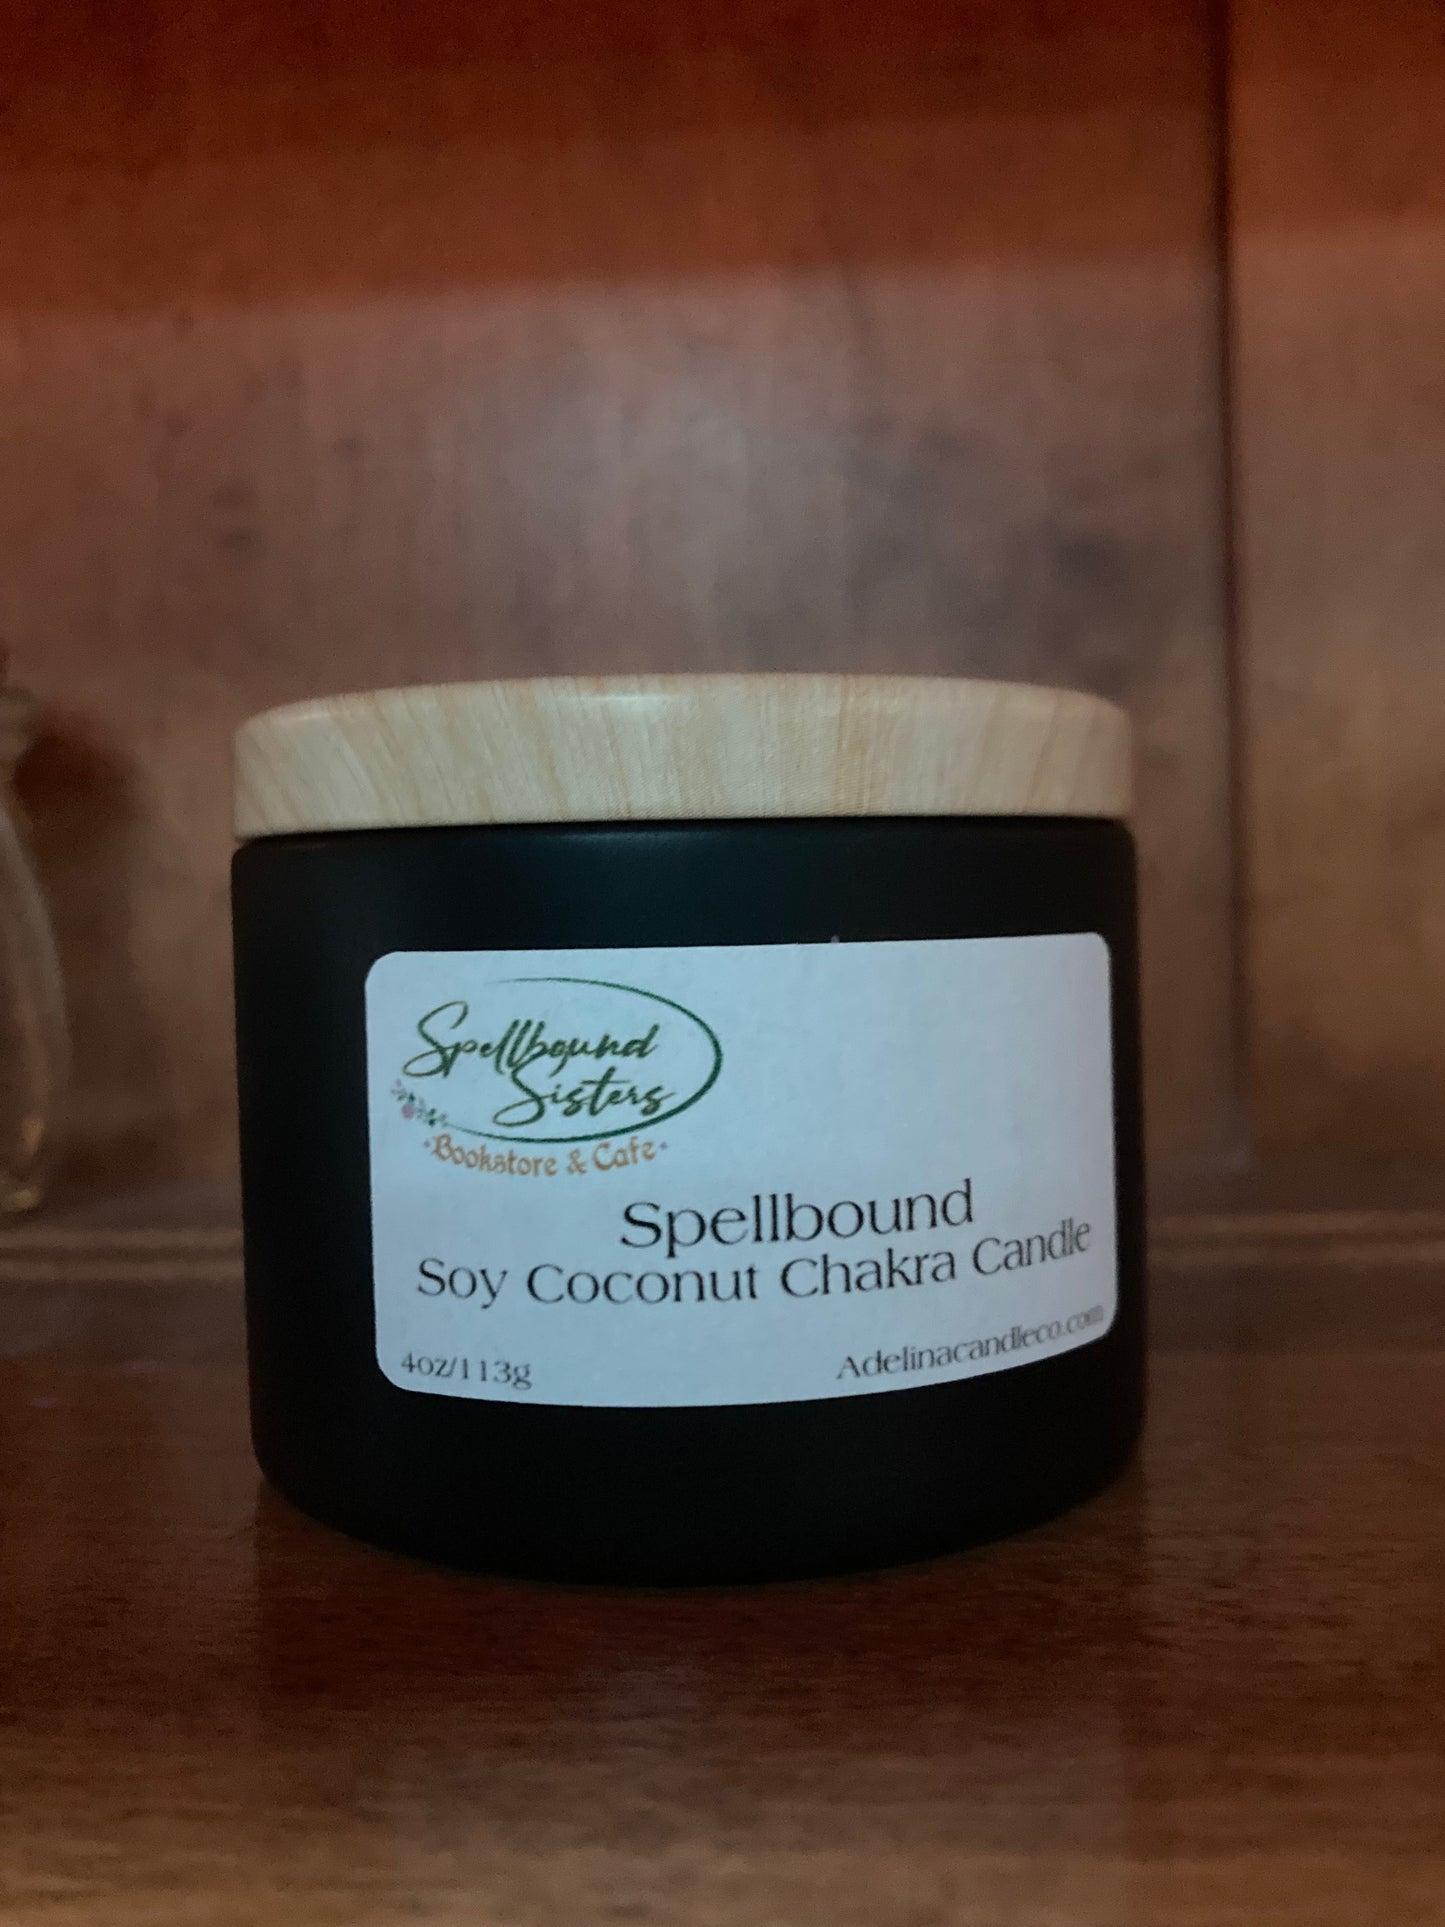 Spellbound
Sisters
·Bookstore & Cafe·
Spellbound
Soy Coconut Chakra Candle
4oz/113g
Adelinacandleco.com